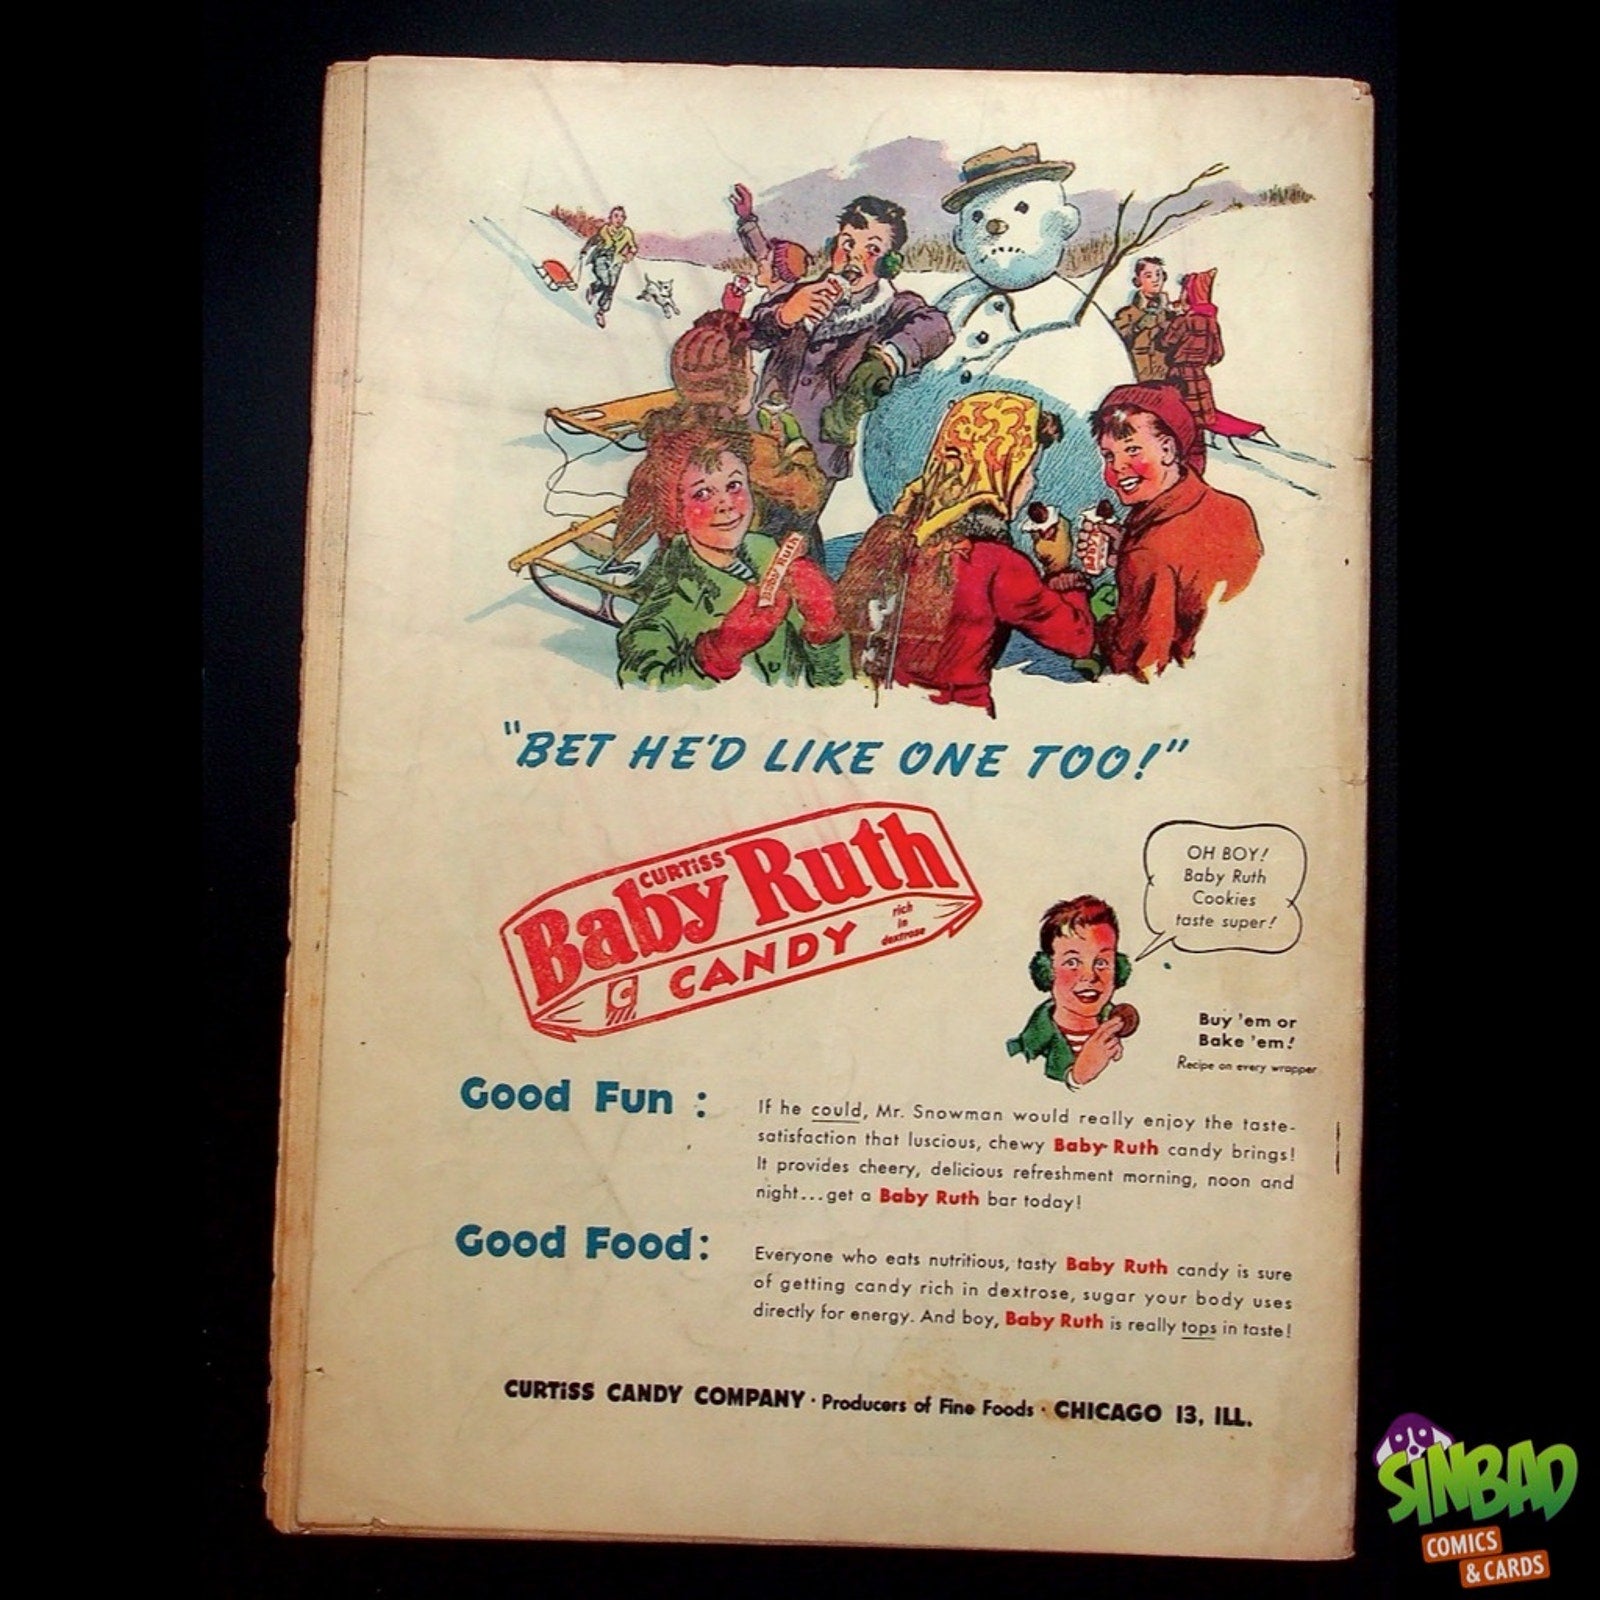 Baby Ruth
BABY
"BET HE'D LIKE ONE TOO!"
CURTiSS
Baby Ruth
C CANDY
rich
in
dextrose
OH BOY!
Baby Ruth
Cookies
taste super!
Buy 'em or
Bake 'em!
Recipe on every wrapper
Good Fun :
If he could, Mr. Snowman would really enjoy the taste-
satisfaction that luscious, chewy Baby Ruth candy brings!
It provides cheery, delicious refreshment morning, noon and
night...get a Baby Ruth bar today!
Good Food:
Everyone who eats nutritious, tasty Baby Ruth candy is sure
of getting candy rich in dextrose, sugar your body uses
directly for energy. And boy, Baby Ruth is really tops in taste!
CURTiSS CANDY COMPANY · Producers of Fine Foods · CHICAGO 13, ILL.
SINBAD
COMICS
& CARDS